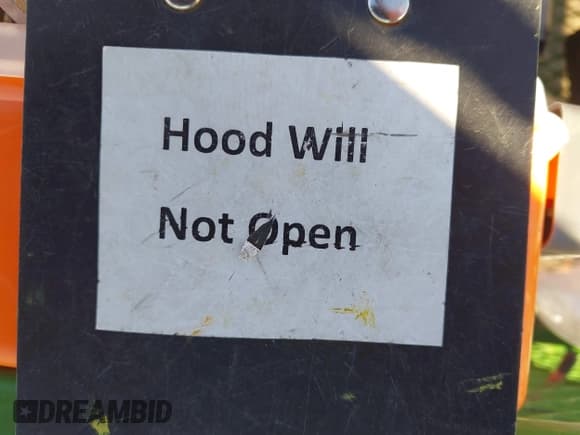 Hood Will
Not Open
DREAMBID